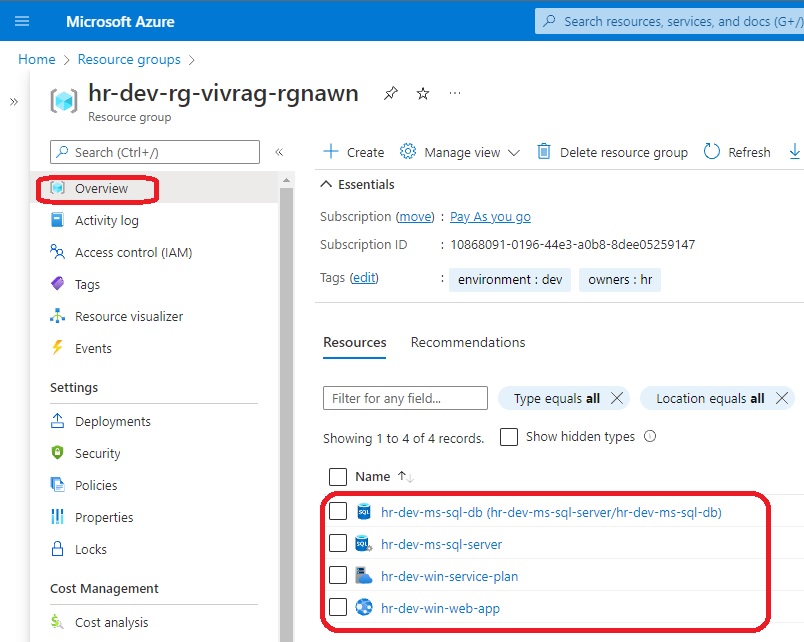 Microsoft Azure
Search resources, services, and docs (G+/)
Home > Resource groups >
hr-dev-rg-vivrag-rgnawn
Resource group
Search (Ctrl+/)
Overview
Activity log
Access control (IAM)
Tags
Resource visualizer
Events
Settings
Deployments
Security
Policies
Properties
Locks
Cost Management
Cost analysis
Create
Manage view
Delete resource group
Refresh
Essentials
Subscription (move) : Pay As you go
Subscription ID : 10868091-0196-44e3-a0b8-8dee05259147
Tags (edit) : environment : dev owners : hr
Resources Recommendations
Filter for any field... Type equals all Location equals all
Showing 1 to 4 of 4 records. Show hidden types
Name
hr-dev-ms-sql-db (hr-dev-ms-sql-server/hr-dev-ms-sql-db)
hr-dev-ms-sql-server
hr-dev-win-service-plan
hr-dev-win-web-app